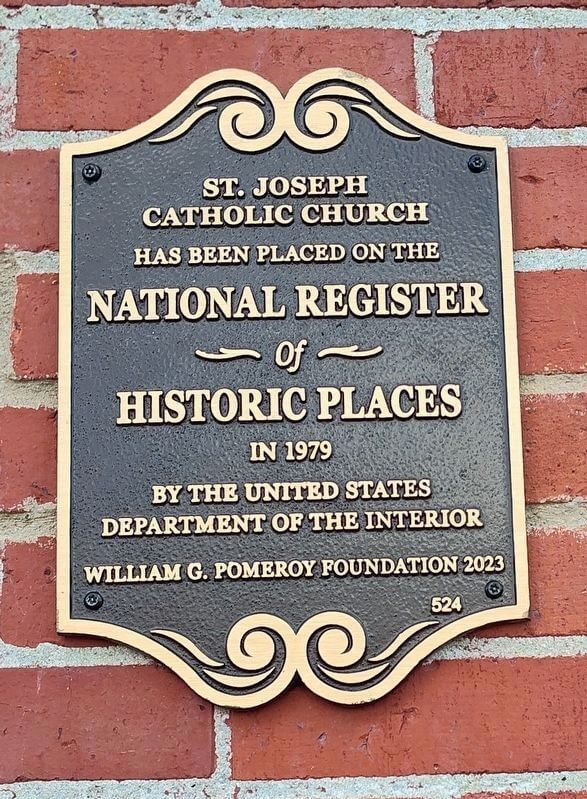 ST. JOSEPH
CATHOLIC CHURCH
HAS BEEN PLACED ON THE
NATIONAL REGISTER
Of
HISTORIC PLACES
IN 1979
BY THE UNITED STATES
DEPARTMENT OF THE INTERIOR
WILLIAM G. POMEROY FOUNDATION 2023
524